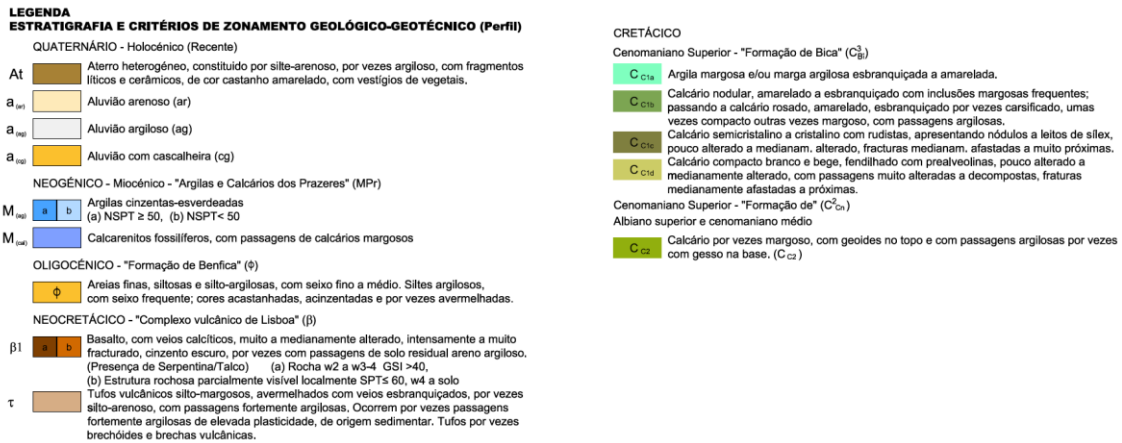 LEGENDA
ESTRATIGRAFIA E CRITÉRIOS DE ZONAMENTO GEOLÓGICO-GEOTÉCNICO (Perfil)
QUATERNÁRIO - Holocénico (Recente)
At Aterro heterogéneo, constituido por silte-arenoso, por vezes argiloso, com fragmentos
líticos e cerâmicos, de cor castanho amarelado, com vestígios de vegetais.
a (ar) Aluvião arenoso (ar)
a (ag) Aluvião argiloso (ag)
a (cg) Aluvião com cascalheira (cg)
NEOGÉNICO - Miocénico - "Argilas e Calcários dos Prazeres" (MPr)
M (ag) a b Argilas cinzentas-esverdeadas
(a) NSPT ≥ 50, (b) NSPT< 50
M (cal) Calcarenitos fossilíferos, com passagens de calcários margosos
OLIGOCÉNICO - "Formação de Benfica" (Φ)
Φ Areias finas, siltosas e silto-argilosas, com seixo fino a médio. Siltes argilosos,
com seixo frequente; cores acastanhadas, acinzentadas e por vezes avermelhadas.
NEOCRETÁCICO - "Complexo vulcânico de Lisboa" (β)
β1 a b Basalto, com veios calcíticos, muito a medianamente alterado, intensamente a muito
fracturado, cinzento escuro, por vezes com passagens de solo residual areno argiloso.
(Presença de Serpentina/Talco) (a) Rocha w2 a w3-4 GSI >40,
(b) Estrutura rochosa parcialmente visível localmente SPT≤ 60, w4 a solo
τ Tufos vulcânicos silto-margosos, avermelhados com veios esbranquiçados, por vezes
silto-arenoso, com passagens fortemente argilosas. Ocorrem por vezes passagens
fortemente argilosas de elevada plasticidade, de origem sedimentar. Tufos por vezes
brechóides e brechas vulcânicas.
CRETÁCICO
Cenomaniano Superior - "Formação de Bica" (C³BI)
C C1a Argila margosa e/ou marga argilosa esbranquiçada a amarelada.
C C1b Calcário nodular, amarelado a esbranquiçado com inclusões margosas frequentes;
passando a calcário rosado, amarelado, esbranquiçado por vezes carsificado, umas
vezes compacto outras vezes margoso, com passagens argilosas.
C C1c Calcário semicristalino a cristalino com rudistas, apresentando nódulos a leitos de sílex,
pouco alterado a medianam. alterado, fracturas medianam. afastadas a muito próximas.
C C1d Calcário compacto branco e bege, fendilhado com prealveolinas, pouco alterado a
medianamente alterado, com passagens muito alteradas a decompostas, fraturas
medianamente afastadas a próximas.
Cenomaniano Superior - "Formação de" (C²Cn)
Albiano superior e cenomaniano médio
C C2 Calcário por vezes margoso, com geoides no topo e com passagens argilosas por vezes
com gesso na base. (C C2)